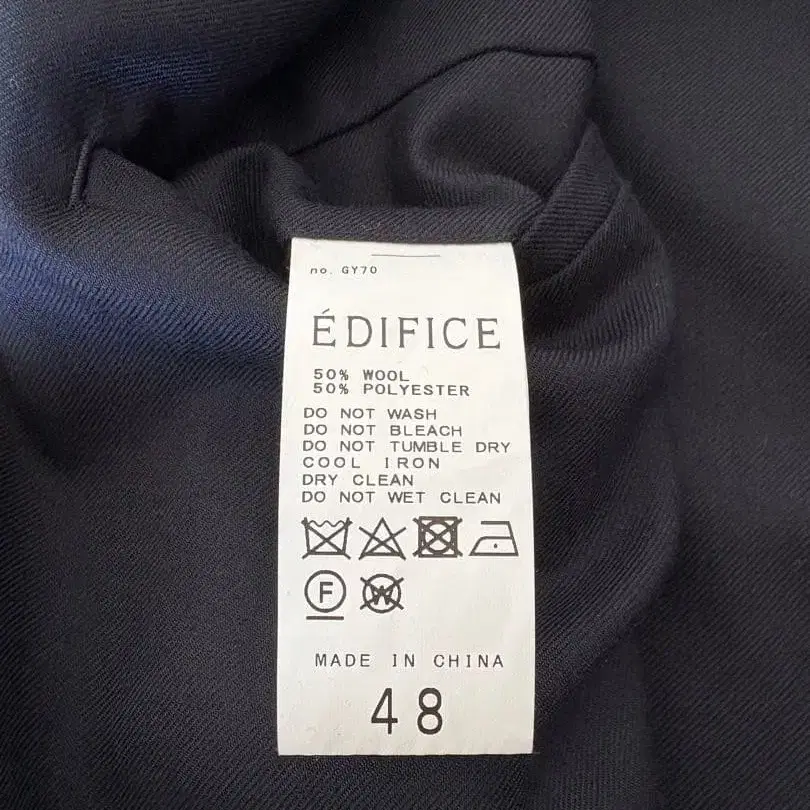 no. GY70
ÉDIFICE
50% WOOL
50% POLYESTER
DO NOT WASH
DO NOT BLEACH
DO NOT TUMBLE DRY
COOL IRON
DRY CLEAN
DO NOT WET CLEAN
F W
MADE IN CHINA
48